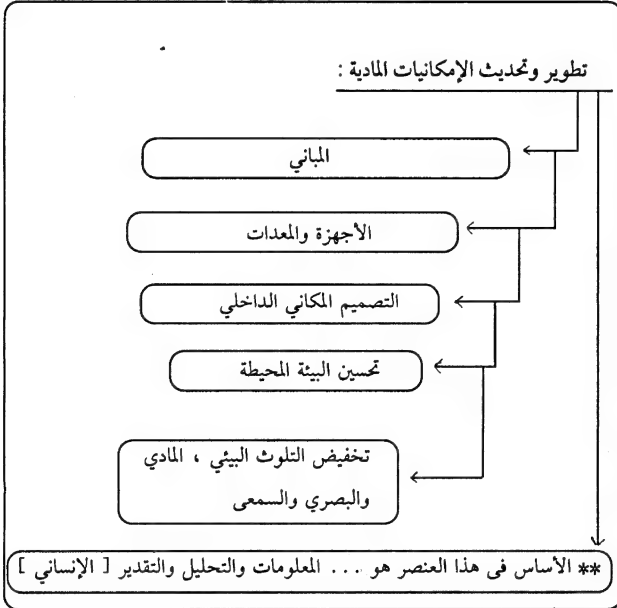 تطوير وتحديث الإمكانيات المادية :
المباني
الأجهزة والمعدات
التصميم المكاني الداخلي
تحسين البيئة المحيطة
تخفيض التلوث البيئي ، المادي
والبصري والسمعى
** الأساس فى هذا العنصر هو ... المعلومات والتحليل والتقدير [ الإنساني ]